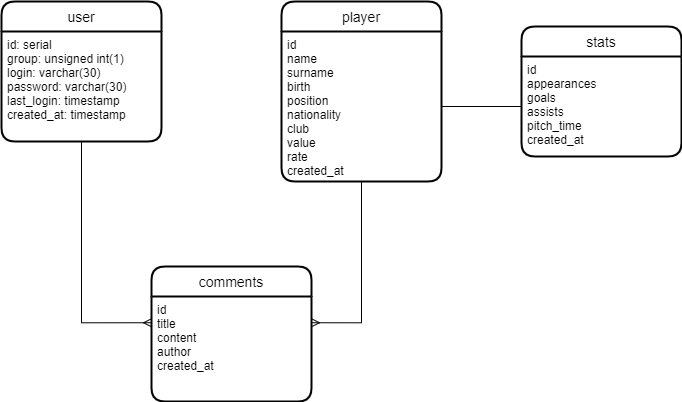 user
id: serial
group: unsigned int(1)
login: varchar(30)
password: varchar(30)
last_login: timestamp
created_at: timestamp
player
id
name
surname
birth
position
nationality
club
value
rate
created_at
stats
id
appearances
goals
assists
pitch_time
created_at
comments
id
title
content
author
created_at